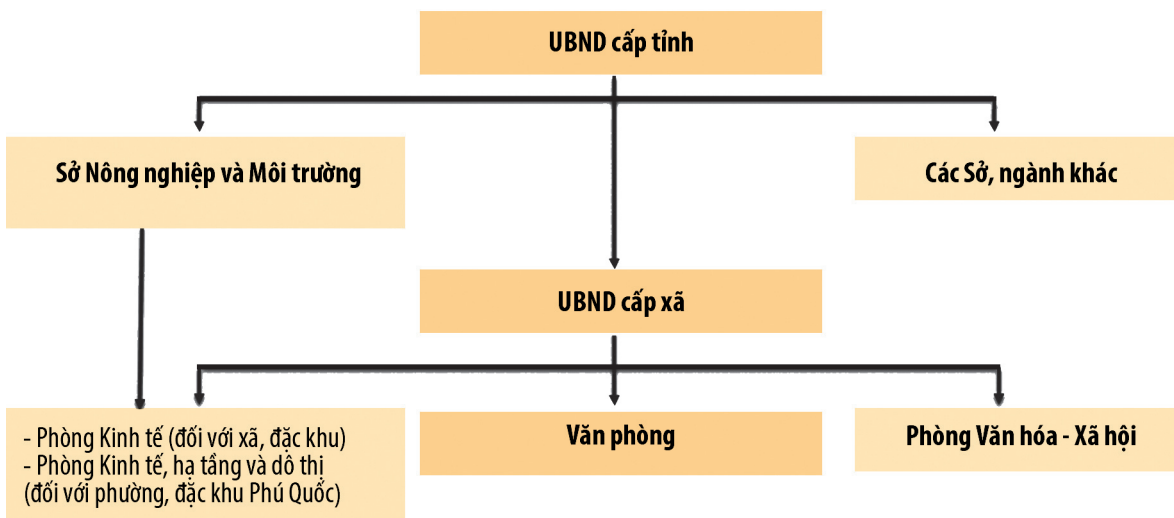 UBND cấp tỉnh
Sở Nông nghiệp và Môi trường
Các Sở, ngành khác
UBND cấp xã
- Phòng Kinh tế (đối với xã, đặc khu)
- Phòng Kinh tế, hạ tầng và dô thị
(đối với phường, đặc khu Phú Quốc)
Văn phòng
Phòng Văn hóa - Xã hội